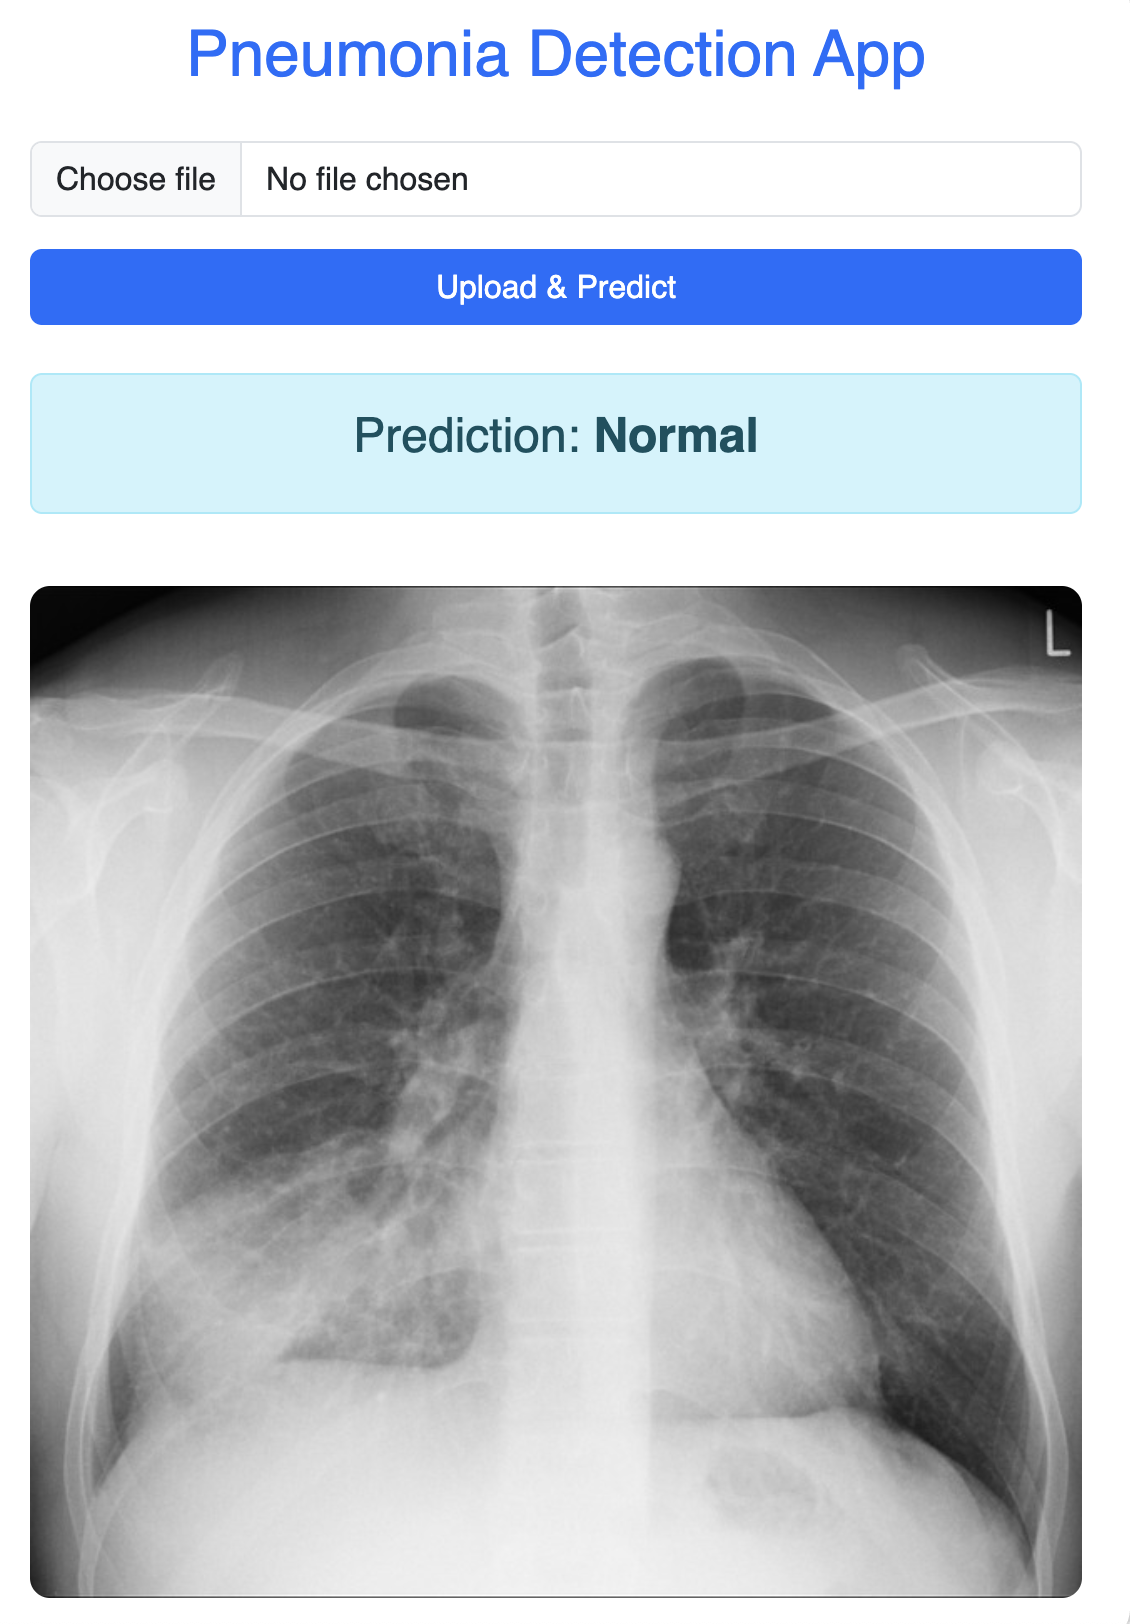 Pneumonia Detection App
Choose file No file chosen
Upload & Predict
Prediction: Normal
L